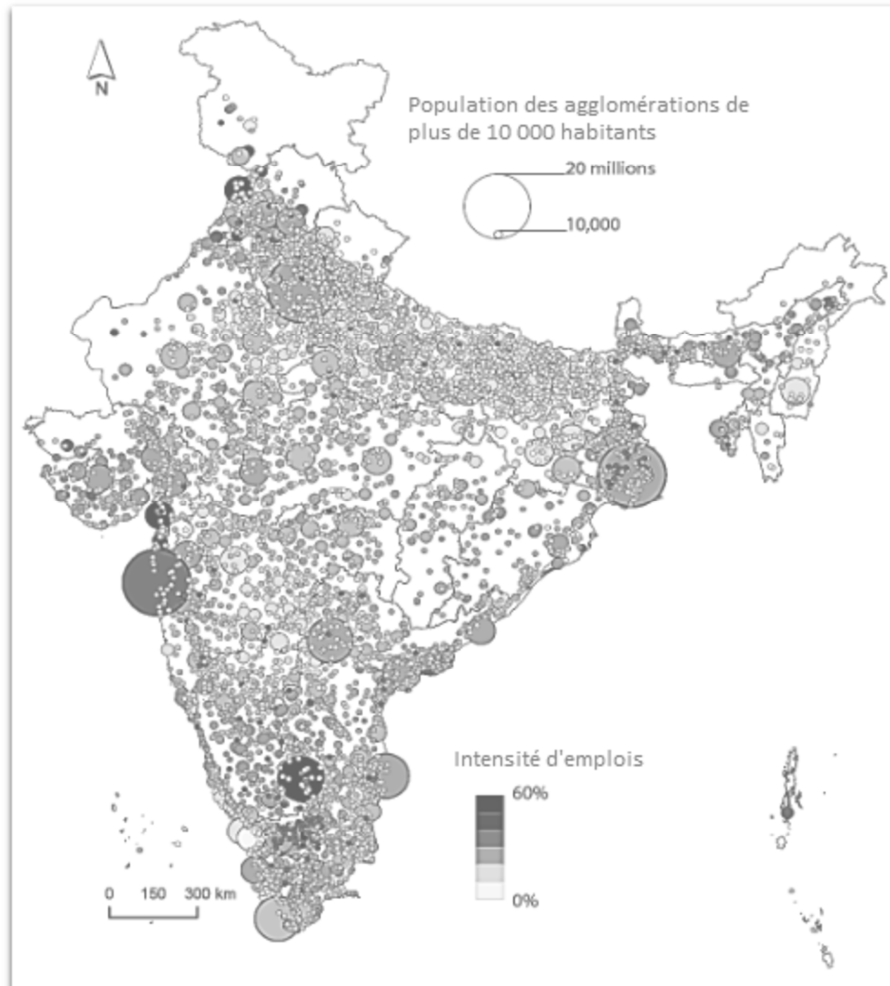 N
Population des agglomérations de
plus de 10 000 habitants
20 millions
10,000
Intensité d'emplois
60%
0%
0 150 300 km